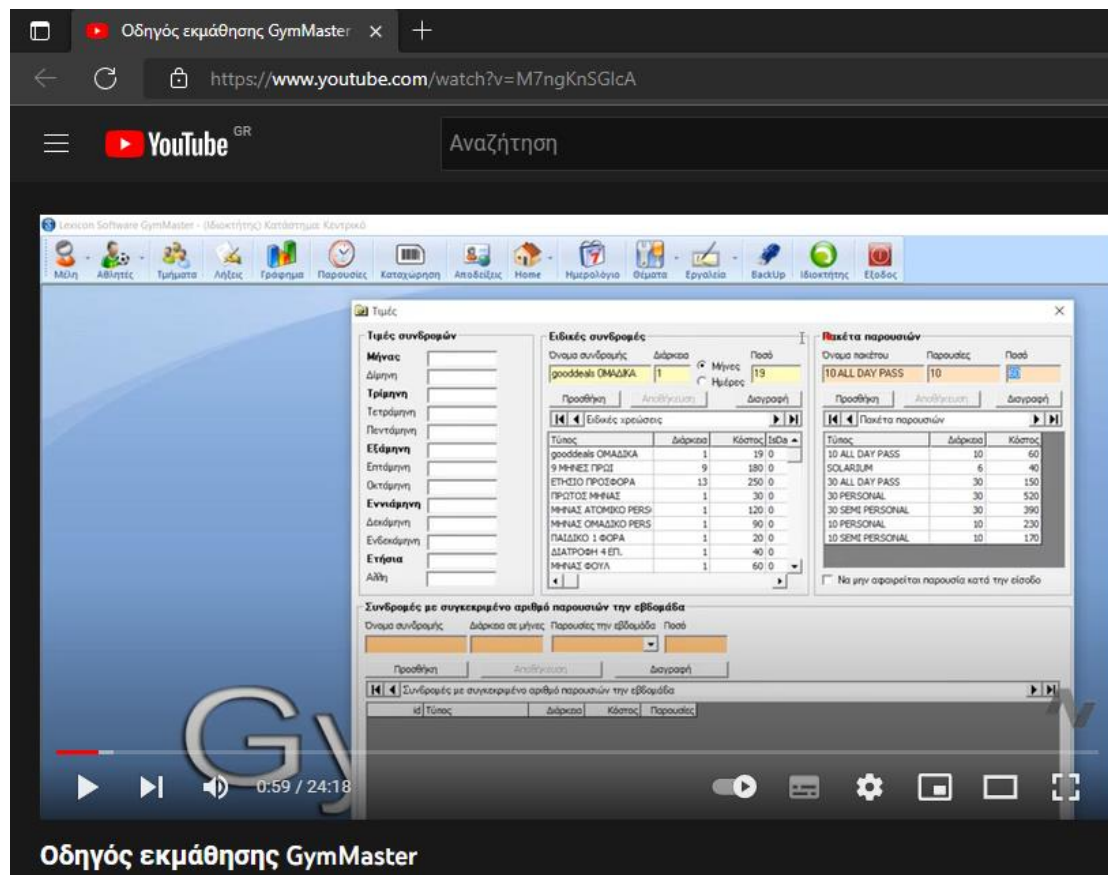 Οδηγός εκμάθησης GymMaster
https://www.youtube.com/watch?v=M7ngKnSGlcA
YouTube GR
Αναζήτηση
Lexicon Software GymMaster - (Ιδιοκτήτης) Κατάστημα: Κεντρικό
Μέλη Αθλητές Τμήματα Λήξεις Γράφημα Παρουσίες Καταχώρηση Αποδείξεις Home Ημερολόγιο Θέματα Εργαλεία BackUp Ιδιοκτήτης Εξοδος
Τιμές
Τιμές συνδρομών
Μήνας
Δίμηνη
Τρίμηνη
Τετράμηνη
Πεντάμηνη
Εξάμηνη
Επτάμηνη
Οκτάμηνη
Εννιάμηνη
Δεκάμηνη
Ενδεκάμηνη
Ετήσια
Αλλη
Ειδικές συνδρομές
Όνομα συνδρομής Διάρκεια Ποσό
gooddeals ΟΜΑΔΙΚΑ 1 Μήνες 19
Ημέρες
Προσθήκη Αποθήκευση Διαγραφή
Ειδικές χρεώσεις
Τύπος Διάρκεια Κόστος IsDa
gooddeals ΟΜΑΔΙΚΑ 1 19 0
9 ΜΗΝΕΣ ΠΡΩΙ 9 180 0
ΕΤΗΣΙΟ ΠΡΟΣΦΟΡΑ 13 250 0
ΠΡΩΤΟΣ ΜΗΝΑΣ 1 30 0
ΜΗΝΑΣ ΑΤΟΜΙΚΟ PERS 1 120 0
ΜΗΝΑΣ ΟΜΑΔΙΚΟ PERS 1 90 0
ΠΑΙΔΙΚΟ 1 ΦΟΡΑ 1 20 0
ΔΙΑΤΡΟΦΗ 4 ΕΠ. 1 40 0
ΜΗΝΑΣ ΦΟΥΛ 1 60 0
Πακέτα παρουσιών
Όνομα πακέτου Παρουσίες Ποσό
10 ALL DAY PASS 10 60
Προσθήκη Αποθήκευση Διαγραφή
Πακέτα παρουσιών
Τύπος Διάρκεια Κόστος
10 ALL DAY PASS 10 60
SOLARIUM 6 40
30 ALL DAY PASS 30 150
30 PERSONAL 30 520
30 SEMI PERSONAL 30 390
10 PERSONAL 10 230
10 SEMI PERSONAL 10 170
Να μην αφαιρείται παρουσία κατά την είσοδο
Συνδρομές με συγκεκριμένο αριθμό παρουσιών την εβδομάδα
Όνομα συνδρομής Διάρκεια σε μήνες Παρουσίες την εβδομάδα Ποσό
Προσθήκη Αποθήκευση Διαγραφή
Συνδρομές με συγκεκριμένο αριθμό παρουσιών την εβδομάδα
id Τύπος Διάρκεια Κόστος Παρουσίες
Gy
0:59 / 24:18
Οδηγός εκμάθησης GymMaster